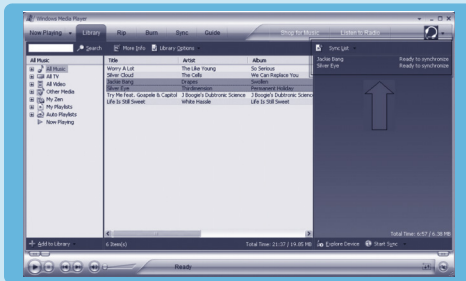 Windows Media Player
Now Playing Library Rip Burn Sync Guide Shop for Music Listen to Radio
Search More Info Library Options Sync List
All Music Title Artist Album
All Music Worry A Lot The Like Young So Serious
All TV Silver Cloud The Cells We Can Replace You
All Video Jackie Bang Drapes Swollen
Other Media Silver Eye Thirdimension Permanent Holiday
My Zen Try Me feat. Gospele & Capitol J Boogie's Dubtronic Science J Boogie's Dubtronic Scienc
My Playlists Life Is Still Sweet White Hassle Life Is Still Sweet
Auto Playlists
Now Playing
Jackie Bang Ready to synchronize
Silver Eye Ready to synchronize
Total Time: 6:57 / 6.38 MB
Add to Library 6 Item(s) Total Time: 21:37 / 19.85 MB Explore Device Start Sync
Ready